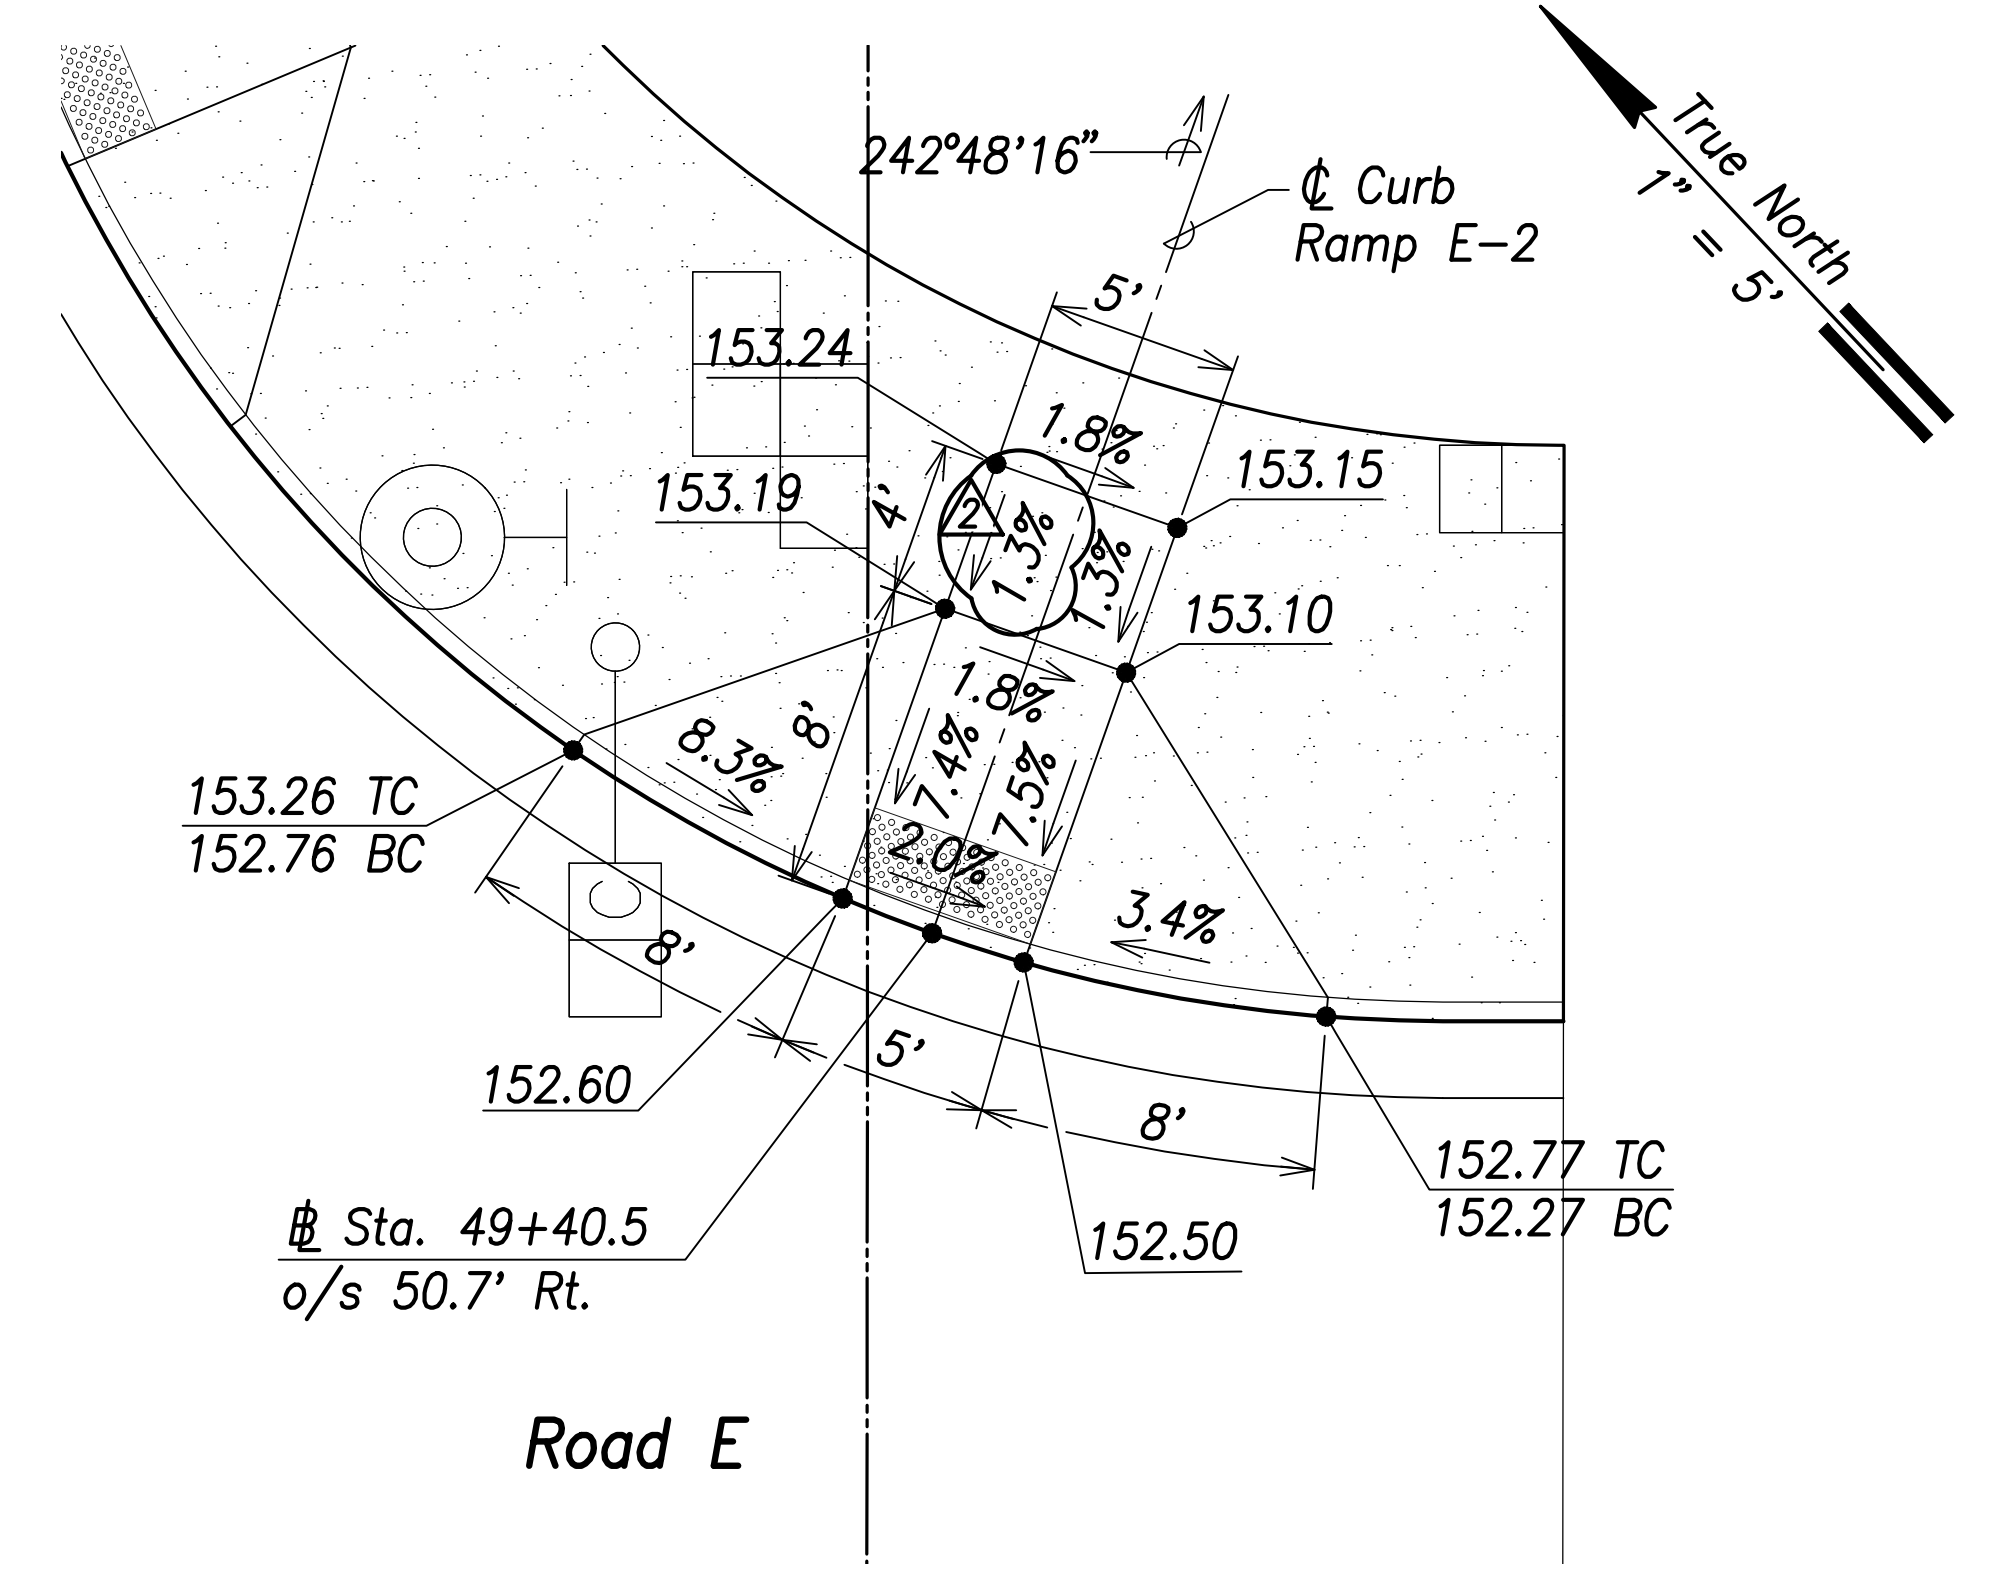 True North
1" = 5'
242°48'16"
℄ Curb
Ramp E-2
5'
153.24
1.8%
153.15
153.19
4'
2
1.3%
1.3%
153.10
1.8%
8.3%
8'
7.4%
7.5%
2.0%
153.26 TC
152.76 BC
3.4%
8'
5'
152.60
8'
152.77 TC
152.27 BC
BL Sta. 49+40.5
o/s 50.7' Rt.
152.50
Road E